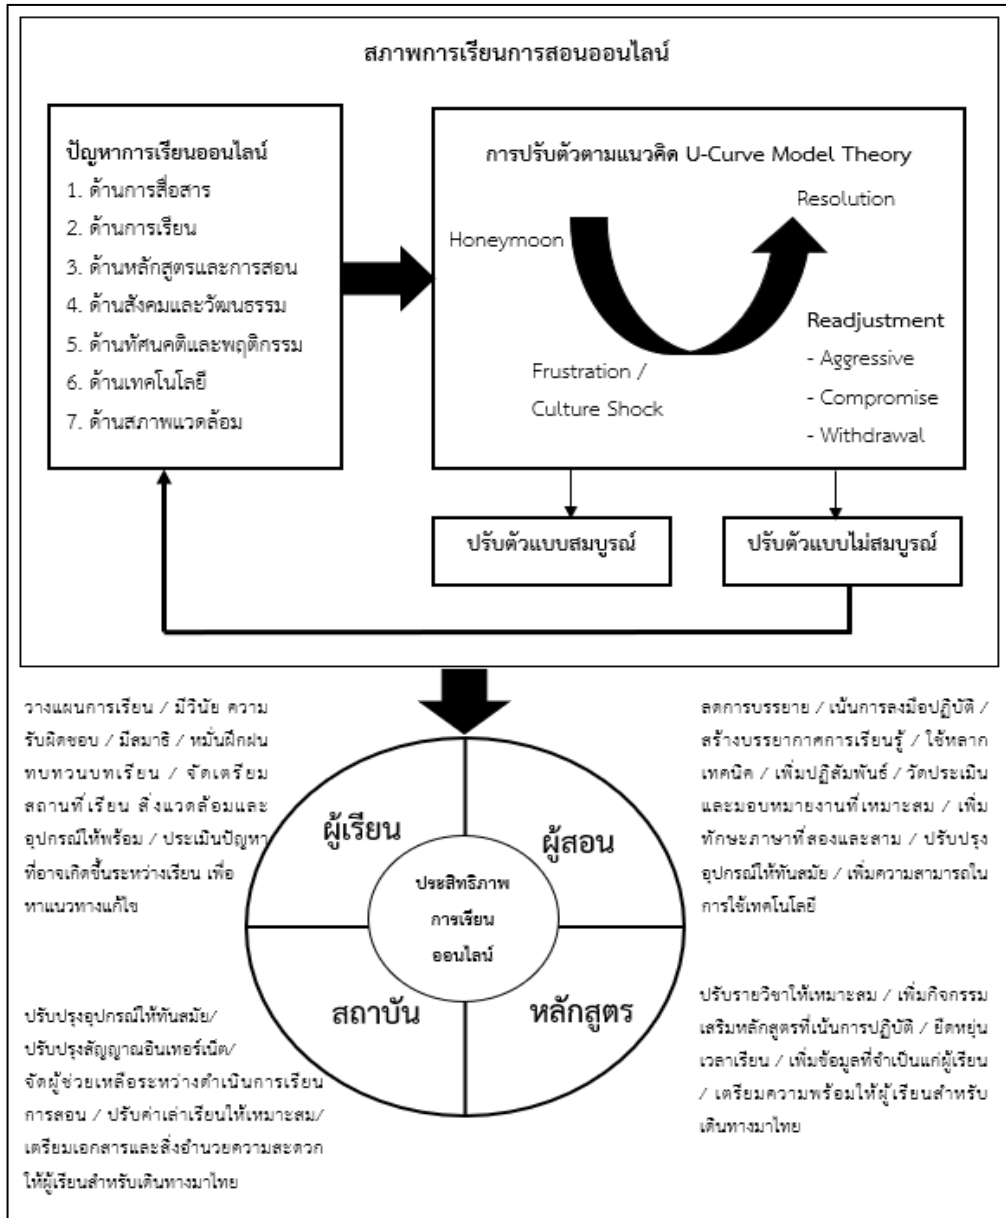 สภาพการเรียนการสอนออนไลน์
ปัญหาการเรียนออนไลน์
1. ด้านการสื่อสาร
2. ด้านการเรียน
3. ด้านหลักสูตรและการสอน
4. ด้านสังคมและวัฒนธรรม
5. ด้านทัศนคติและพฤติกรรม
6. ด้านเทคโนโลยี
7. ด้านสภาพแวดล้อม
การปรับตัวตามแนวคิด U-Curve Model Theory
Resolution
Honeymoon
Readjustment
- Aggressive
- Compromise
- Withdrawal
Frustration /
Culture Shock
ปรับตัวแบบสมบูรณ์
ปรับตัวแบบไม่สมบูรณ์
วางแผนการเรียน / มีวินัย ความ
รับผิดชอบ / มีสมาธิ / หมั่นฝึกฝน
ทบทวนบทเรียน / จัดเตรียม
สถานที่เรียน สิ่งแวดล้อมและ
อุปกรณ์ให้พร้อม / ประเมินปัญหา
ที่อาจเกิดขึ้นระหว่างเรียน เพื่อ
หาแนวทางแก้ไข
ลดการบรรยาย / เน้นการลงมือปฏิบัติ /
สร้างบรรยากาศการเรียนรู้ / ใช้หลาก
เทคนิค / เพิ่มปฏิสัมพันธ์ / วัดประเมิน
และมอบหมายงานที่เหมาะสม / เพิ่ม
ทักษะภาษาที่สองและสาม / ปรับปรุง
อุปกรณ์ให้ทันสมัย / เพิ่มความสามารถใน
การใช้เทคโนโลยี
ผู้เรียน
ผู้สอน
ประสิทธิภาพ
การเรียน
ออนไลน์
สถาบัน
หลักสูตร
ปรับปรุงอุปกรณ์ให้ทันสมัย/
ปรับปรุงสัญญาณอินเทอร์เน็ต/
จัดผู้ช่วยเหลือระหว่างดำเนินการเรียน
การสอน / ปรับค่าเล่าเรียนให้เหมาะสม/
เตรียมเอกสารและสิ่งอำนวยความสะดวก
ให้ผู้เรียนสำหรับเดินทางมาไทย
ปรับรายวิชาให้เหมาะสม / เพิ่มกิจกรรม
เสริมหลักสูตรที่เน้นการปฏิบัติ / ยืดหยุ่น
เวลาเรียน / เพิ่มข้อมูลที่จำเป็นแก่ผู้เรียน
/ เตรียมความพร้อมให้ผู้เรียนสำหรับ
เดินทางมาไทย